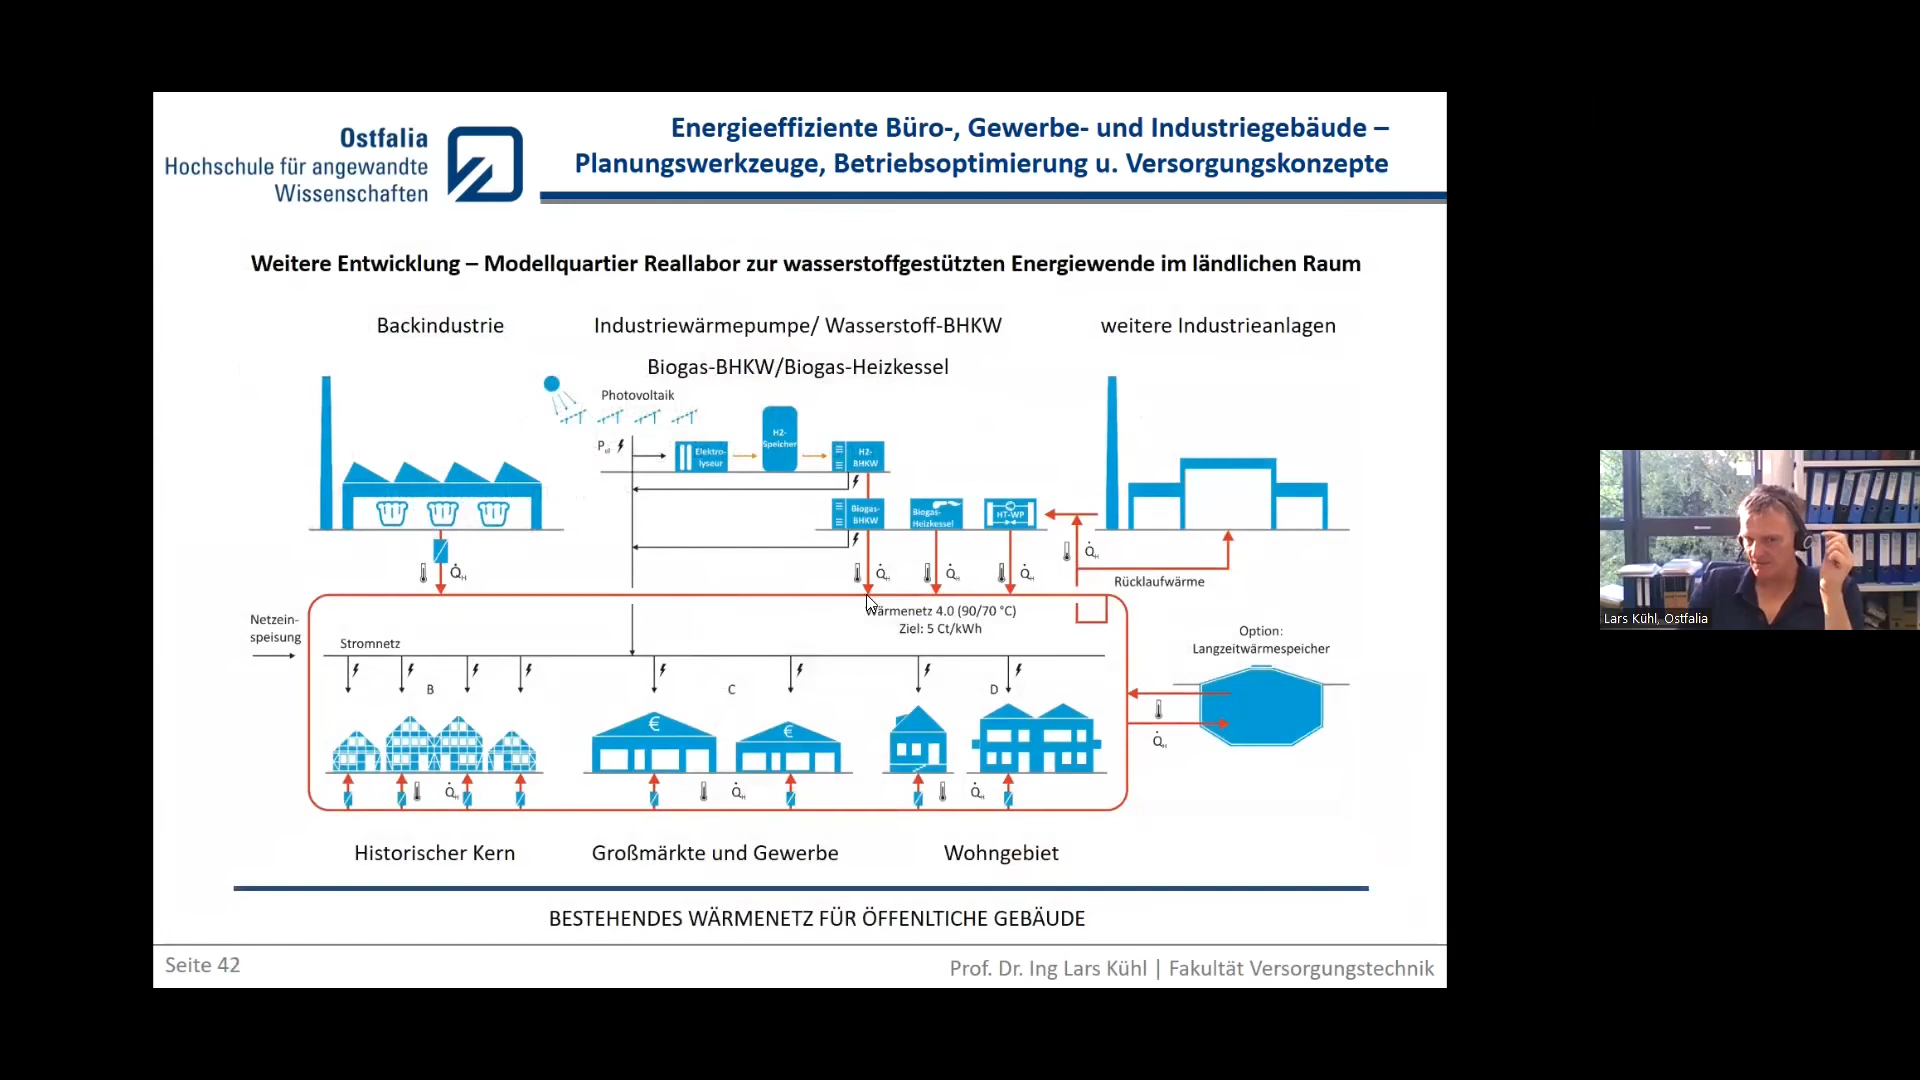 Ostfalia
Hochschule für angewandte
Wissenschaften
Energieeffiziente Büro-, Gewerbe- und Industriegebäude –
Planungswerkzeuge, Betriebsoptimierung u. Versorgungskonzepte
Weitere Entwicklung – Modellquartier Reallabor zur wasserstoffgestützten Energiewende im ländlichen Raum
Backindustrie
Industriewärmepumpe/ Wasserstoff-BHKW
weitere Industrieanlagen
Biogas-BHKW/Biogas-Heizkessel
Photovoltaik
P el
Elektro-
lyseur
H2-
Speicher
H2-
BHKW
Biogas-
BHKW
Biogas-
Heizkessel
HT-WP
Q̇H
Q̇H
Q̇H
Q̇H
Q̇H
Rücklaufwärme
Wärmenetz 4.0 (90/70 °C)
Ziel: 5 Ct/kWh
Netzein-
speisung
Stromnetz
Option:
Langzeitwärmespeicher
B
C
D
€
€
Q̇H
Q̇H
Q̇H
Q̇H
Historischer Kern
Großmärkte und Gewerbe
Wohngebiet
BESTEHENDES WÄRMENETZ FÜR ÖFFENLTICHE GEBÄUDE
Seite 42
Prof. Dr. Ing Lars Kühl | Fakultät Versorgungstechnik
Lars Kühl, Ostfalia